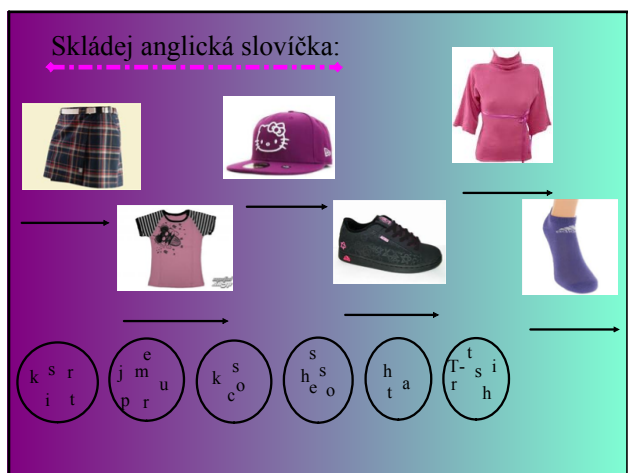 Skládej anglická slovíčka:
k s r i t
j e m u p r
k s c o
s h s e o
h t a
T- t s i r h